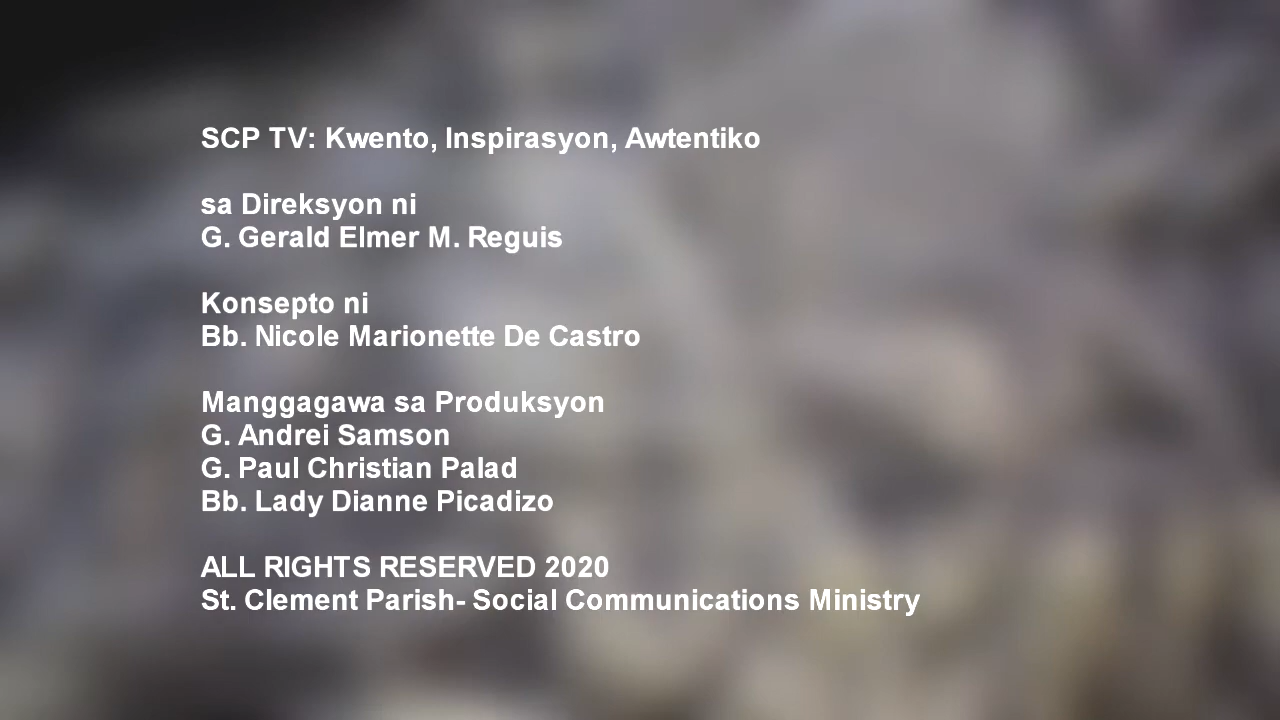 SCP TV: Kwento, Inspirasyon, Awtentiko
sa Direksyon ni
G. Gerald Elmer M. Reguis
Konsepto ni
Bb. Nicole Marionette De Castro
Manggagawa sa Produksyon
G. Andrei Samson
G. Paul Christian Palad
Bb. Lady Dianne Picadizo
ALL RIGHTS RESERVED 2020
St. Clement Parish- Social Communications Ministry